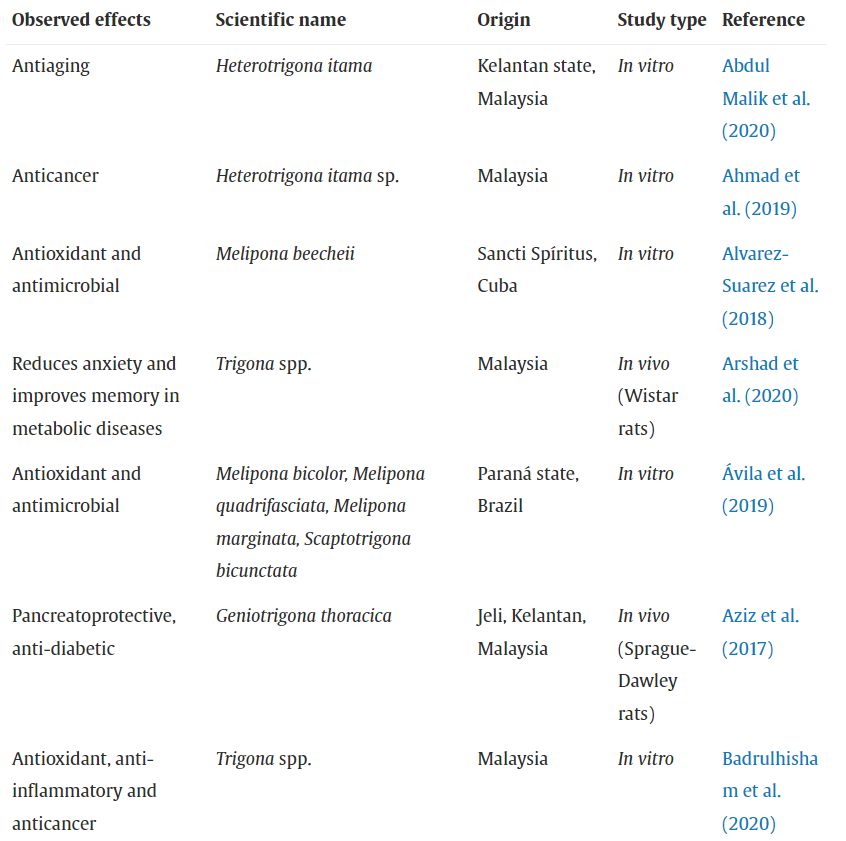 Observed effects Scientific name Origin Study type Reference
Antiaging Heterotrigona itama Kelantan state, In vitro Abdul
Malaysia Malik et al.
(2020)
Anticancer Heterotrigona itama sp. Malaysia In vitro Ahmad et
al. (2019)
Antioxidant and Melipona beecheii Sancti Spíritus, In vitro Alvarez-
antimicrobial Cuba Suarez et al.
(2018)
Reduces anxiety and Trigona spp. Malaysia In vivo Arshad et
improves memory in (Wistar al. (2020)
metabolic diseases rats)
Antioxidant and Melipona bicolor, Melipona Paraná state, In vitro Ávila et al.
antimicrobial quadrifasciata, Melipona Brazil (2019)
marginata, Scaptotrigona
bicunctata
Pancreatoprotective, Geniotrigona thoracica Jeli, Kelantan, In vivo Aziz et al.
anti-diabetic Malaysia (Sprague- (2017)
Dawley
rats)
Antioxidant, anti- Trigona spp. Malaysia In vitro Badrulhisha
inflammatory and m et al.
anticancer (2020)